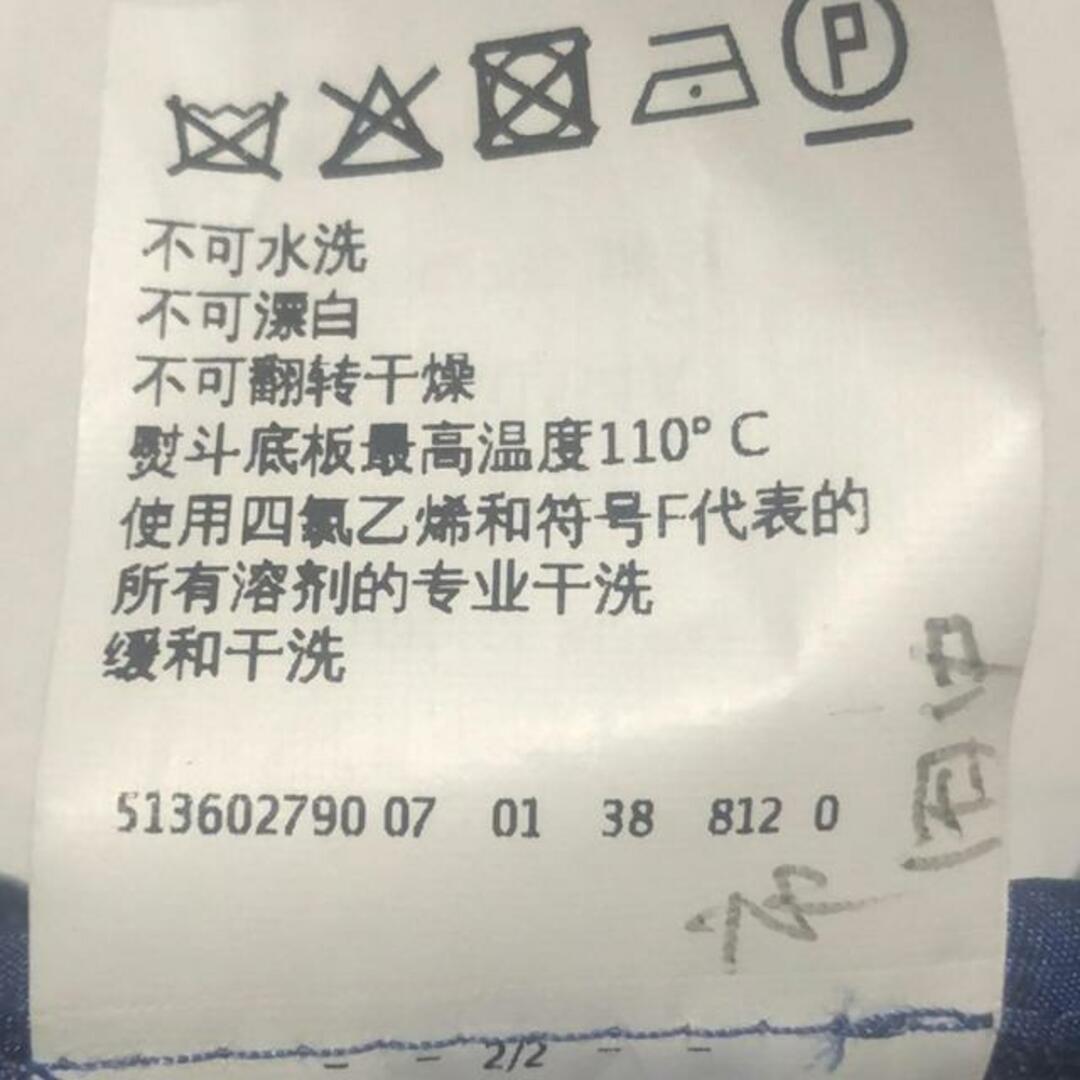 P
不可水洗
不可漂白
不可翻转干燥
熨斗底板最高温度110° C
使用四氯乙烯和符号F代表的
所有溶剂的专业干洗
缓和干洗
513602790 07 01 38 812 0
2/2